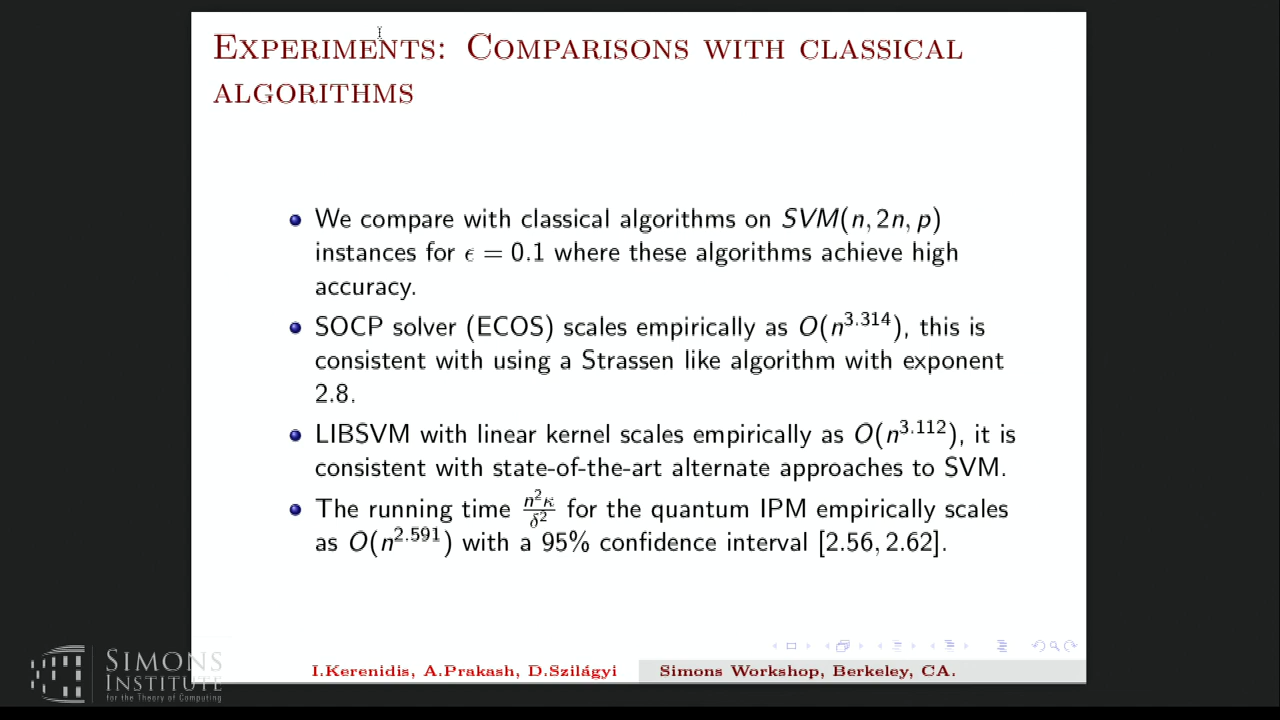 EXPERIMENTS: COMPARISONS WITH CLASSICAL
ALGORITHMS
We compare with classical algorithms on SVM(n, 2n, p)
instances for ϵ = 0.1 where these algorithms achieve high
accuracy.
SOCP solver (ECOS) scales empirically as O(n^3.314), this is
consistent with using a Strassen like algorithm with exponent
2.8.
LIBSVM with linear kernel scales empirically as O(n^3.112), it is
consistent with state-of-the-art alternate approaches to SVM.
The running time n²κ/δ² for the quantum IPM empirically scales
as O(n^2.591) with a 95% confidence interval [2.56, 2.62].
I.Kerenidis, A.Prakash, D.Szilágyi Simons Workshop, Berkeley, CA.
SIMONS
INSTITUTE
for the Theory of Computing